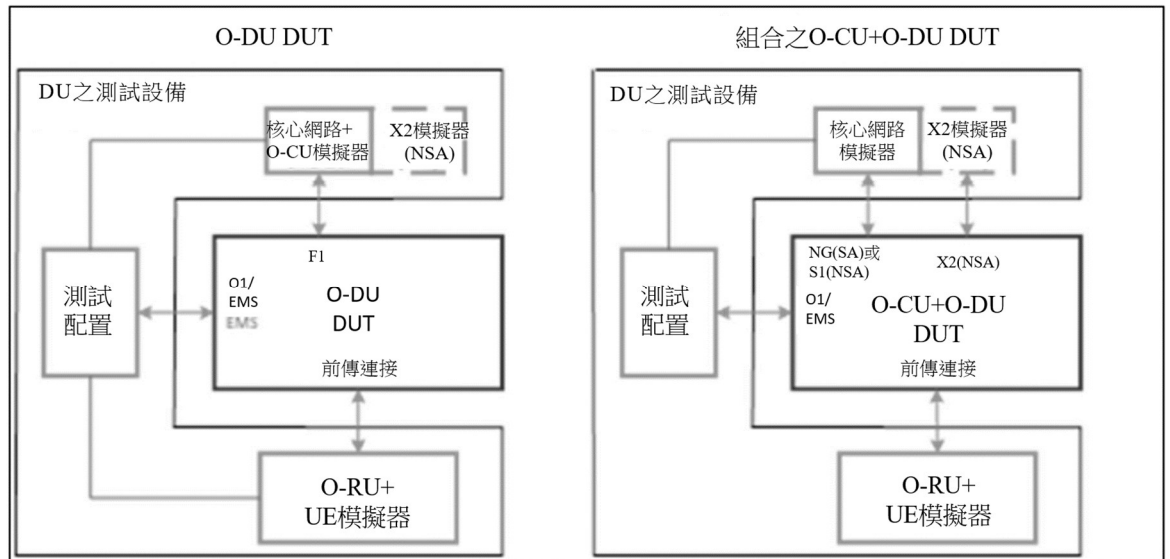 O-DU DUT
DU之測試設備
核心網路+
O-CU模擬器
X2模擬器
(NSA)
F1
O1/
EMS
EMS
O-DU
DUT
前傳連接
測試
配置
O-RU+
UE模擬器
組合之O-CU+O-DU DUT
DU之測試設備
核心網路
模擬器
X2模擬器
(NSA)
NG(SA)或
S1(NSA)
X2(NSA)
O1/
EMS
O-CU+O-DU
DUT
前傳連接
測試
配置
O-RU+
UE模擬器